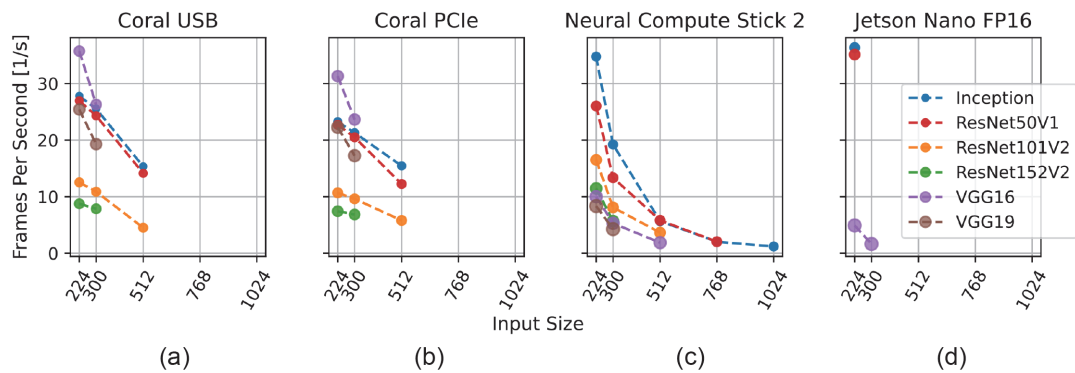 Coral USB
Coral PCIe
Neural Compute Stick 2
Jetson Nano FP16
Frames Per Second [1/s]
30
20
10
0
Inception
ResNet50V1
ResNet101V2
ResNet152V2
VGG16
VGG19
224 300 512 768 1024
224 300 512 768 1024
224 300 512 768 1024
224 300 512 768 1024
Input Size
(a)
(b)
(c)
(d)